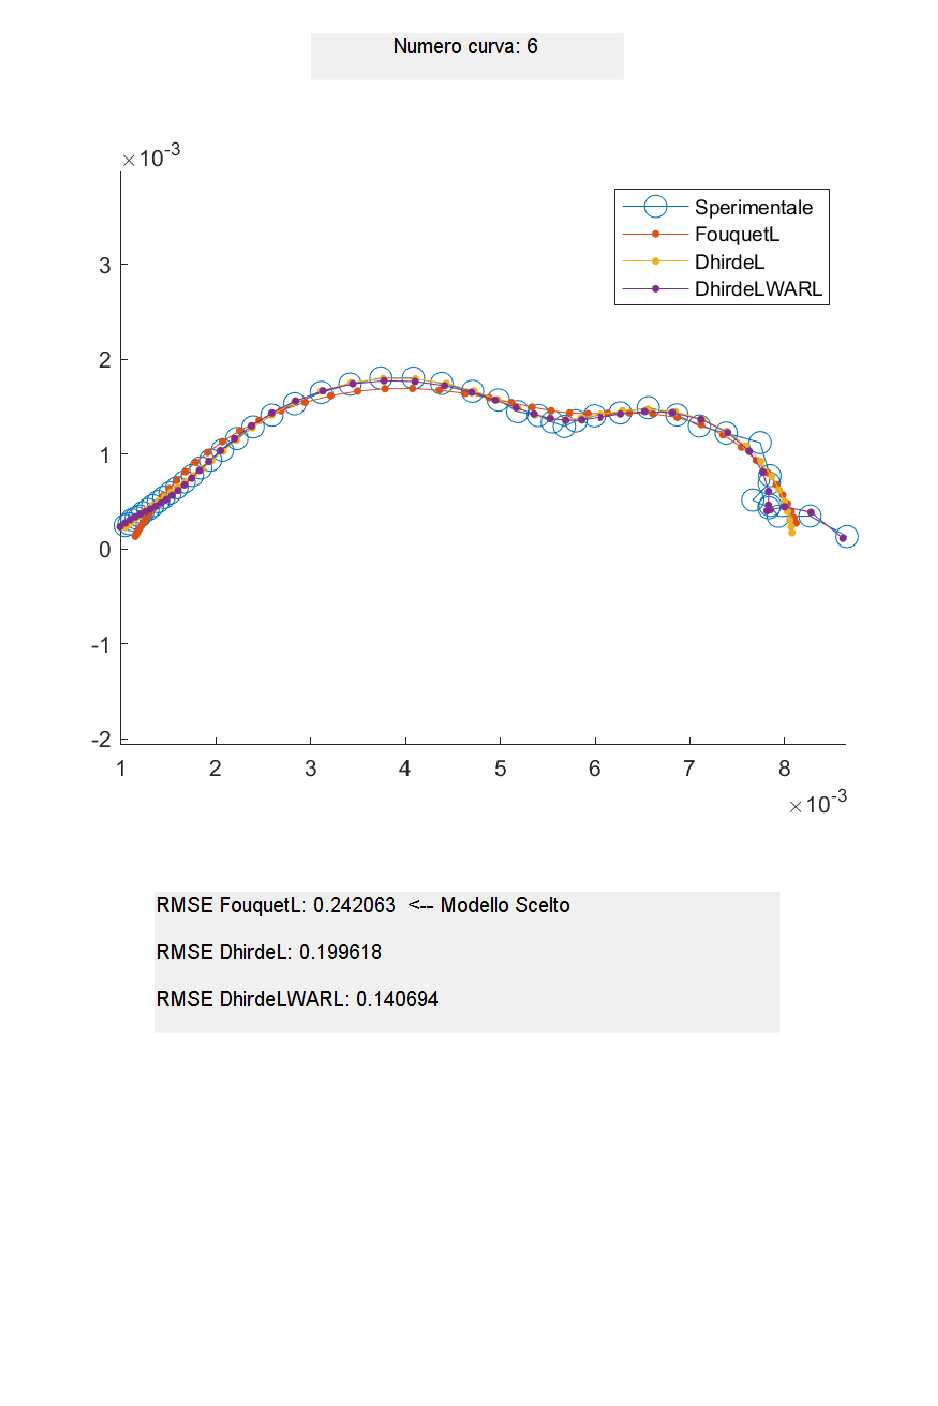 Numero curva: 6
×10-3
Sperimentale
FouquetL
DhirdeL
DhirdeLWARL
3
2
1
0
-1
-2
1 2 3 4 5 6 7 8
×10-3
RMSE FouquetL: 0.242063 <-- Modello Scelto
RMSE DhirdeL: 0.199618
RMSE DhirdeLWARL: 0.140694